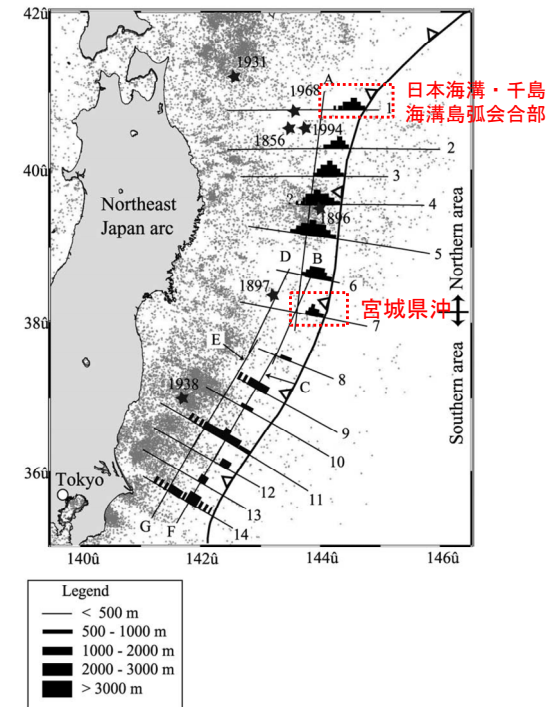 42û
40û
38û
36û
140û
142û
144û
146û
1931
A
1968
1
日本海溝・千島
海溝島弧会合部
1856
1994
2
3
?
4
1896
Northeast
Japan arc
5
Northern area
D
B
6
1897
宮城県沖
7
E
8
Southern area
1938
C
9
10
11
Tokyo
12
13
G
F
14
Legend
< 500 m
500 - 1000 m
1000 - 2000 m
2000 - 3000 m
> 3000 m